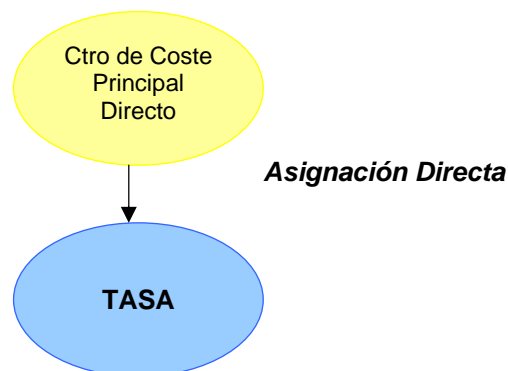 Ctro de Coste
Principal
Directo
Asignación Directa
TASA